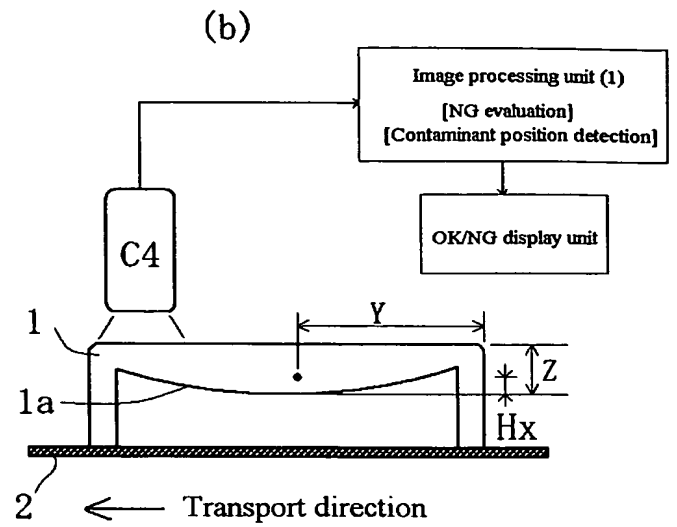 (b)
Image processing unit (1)
[NG evaluation]
[Contaminant position detection]
OK/NG display unit
C4
Y
1
Z
1a
Hx
2
Transport direction